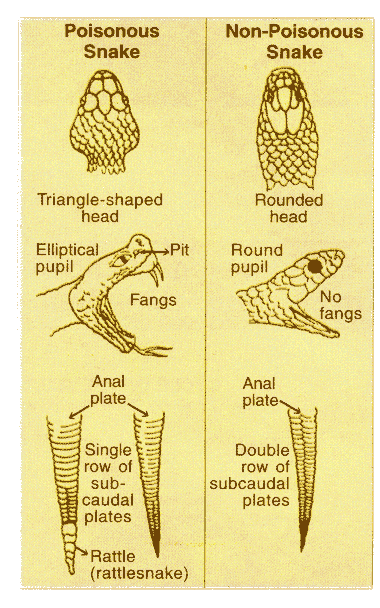 Poisonous
Snake
Triangle-shaped
head
Elliptical
pupil
Pit
Fangs
Anal
plate
Single
row of
sub-
caudal
plates
Rattle
(rattlesnake)
Non-Poisonous
Snake
Rounded
head
Round
pupil
No
fangs
Anal
plate
Double
row of
subcaudal
plates